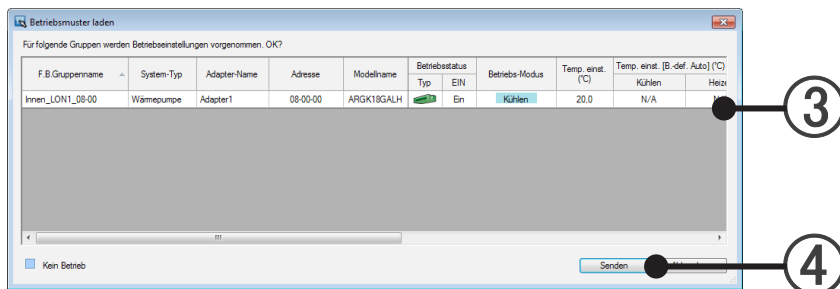 Betriebsmuster laden
Für folgende Gruppen werden Betriebseinstellungen vorgenommen. OK?
F.B.Gruppenname System-Typ Adapter-Name Adresse Modellname Betriebsstatus Betriebs-Modus Temp. einst. (°C) Temp. einst. [B.-def. Auto] (°C)
Typ EIN Kühlen
Innen_LON1_08-00 Wärmepumpe Adapter1 08-00-00 ARGK18GALH Ein Kühlen 20,0 N/A
3
Kein Betrieb Senden
4